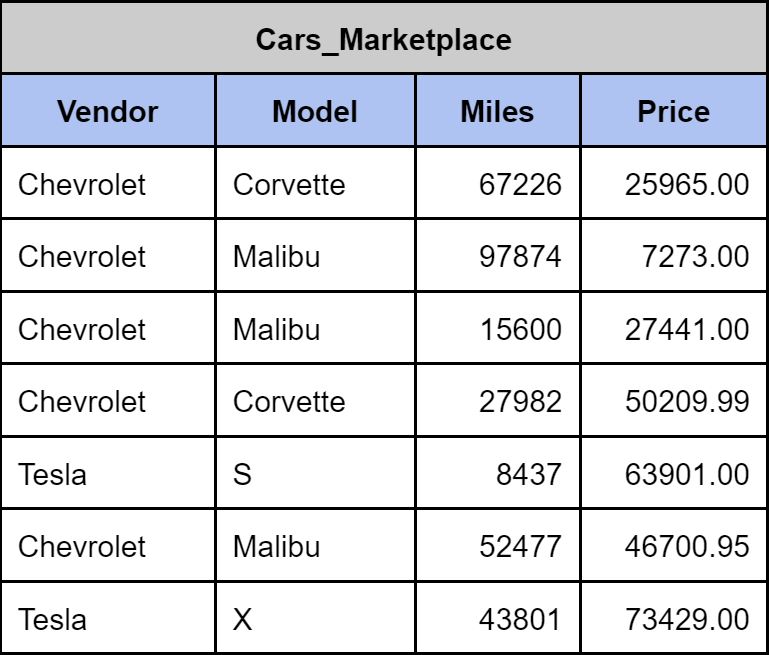 Cars_Marketplace
Vendor Model Miles Price
Chevrolet Corvette 67226 25965.00
Chevrolet Malibu 97874 7273.00
Chevrolet Malibu 15600 27441.00
Chevrolet Corvette 27982 50209.99
Tesla S 8437 63901.00
Chevrolet Malibu 52477 46700.95
Tesla X 43801 73429.00